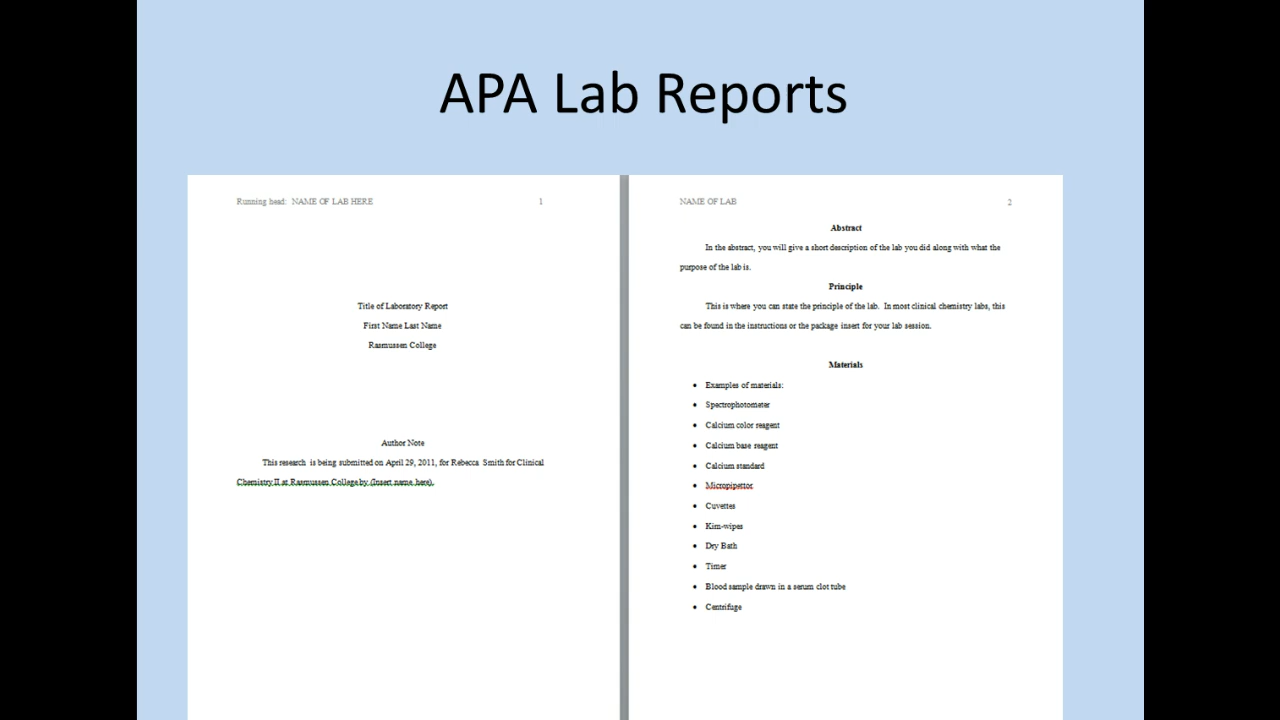 APA Lab Reports
Running head: NAME OF LAB HERE 1
Title of Laboratory Report
First Name Last Name
Rasmussen College
Author Note
This research is being submitted on April 29, 2011, for Rebecca Smith for Clinical
Chemistry II at Rasmussen College by (Insert name here).
NAME OF LAB 2
Abstract
In the abstract, you will give a short description of the lab you did along with what the
purpose of the lab is.
Principle
This is where you can state the principle of the lab. In most clinical chemistry labs, this
can be found in the instructions or the package insert for your lab session.
Materials
• Examples of materials:
• Spectrophotometer
• Calcium color reagent
• Calcium base reagent
• Calcium standard
• Micropipettor
• Cuvettes
• Kim-wipes
• Dry Bath
• Timer
• Blood sample drawn in a serum clot tube
• Centrifuge